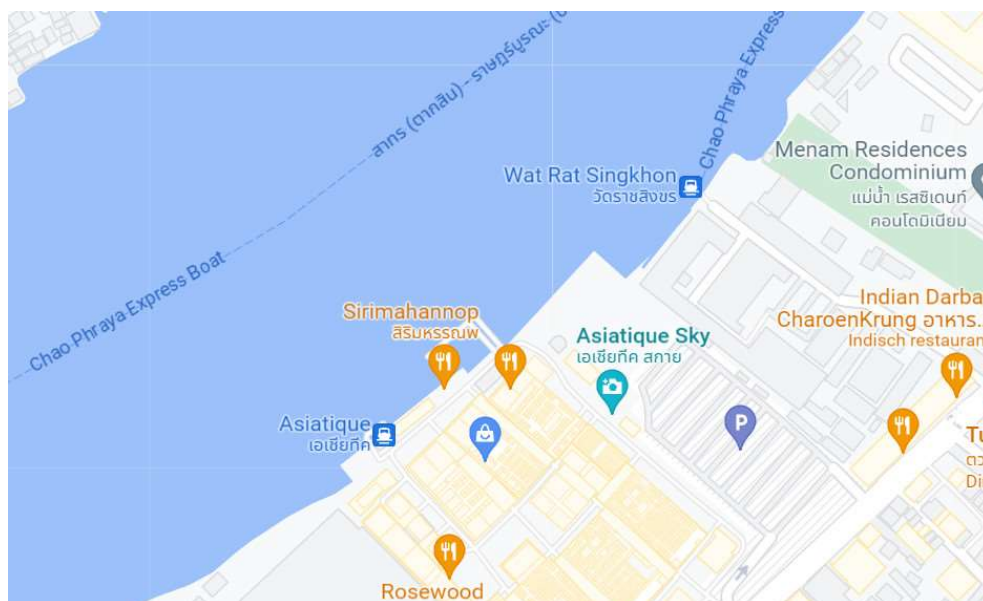 สาทร (ตากสิน) - ราษฎร์บูรณะ (
Chao Phraya Express
Menam Residences
Condominium
แม่น้ำ เรสซิเดนท์
คอนโดมิเนียม
Wat Rat Singkhon
วัดราชสิงขร
Chao Phraya Express Boat
Sirimahannop
สิริมหรรณพ
Indian Darba
CharoenKrung อาหาร...
Indisch restauran
Asiatique Sky
เอเชียทีค สกาย
Asiatique
เอเชียทีค
P
Tu
ตว
Di
Rosewood